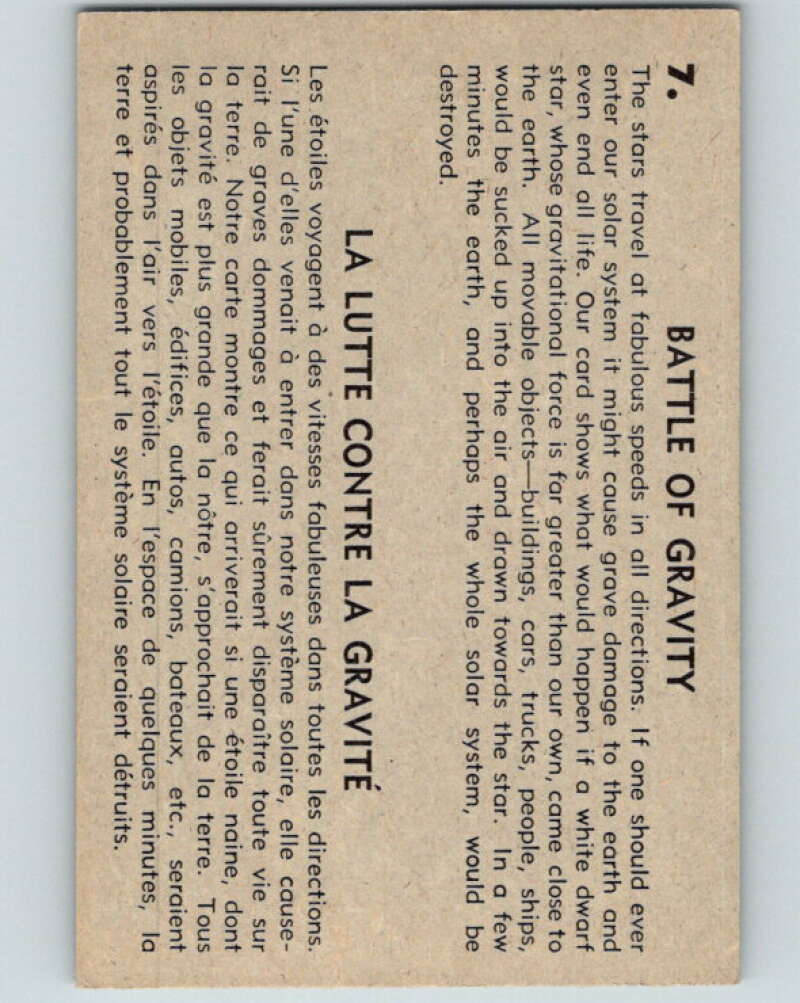 7. BATTLE OF GRAVITY
The stars travel at fabulous speeds in all directions. If one should ever
enter our solar system it might cause grave damage to the earth and
even end all life. Our card shows what would happen if a white dwarf
star, whose gravitational force is far greater than our own, came close to
the earth. All movable objects—buildings, cars, trucks, people, ships,
would be sucked up into the air and drawn towards the star. In a few
minutes the earth, and perhaps the whole solar system, would be
destroyed.
LA LUTTE CONTRE LA GRAVITÉ
Les étoiles voyagent à des vitesses fabuleuses dans toutes les directions.
Si l'une d'elles venait à entrer dans notre système solaire, elle cause-
rait de graves dommages et ferait sûrement disparaître toute vie sur
la terre. Notre carte montre ce qui arriverait si une étoile naine, dont
la gravité est plus grande que la nôtre, s'approchait de la terre. Tous
les objets mobiles, édifices, autos, camions, bateaux, etc., seraient
aspirés dans l'air vers l'étoile. En l'espace de quelques minutes, la
terre et probablement tout le système solaire seraient détruits.